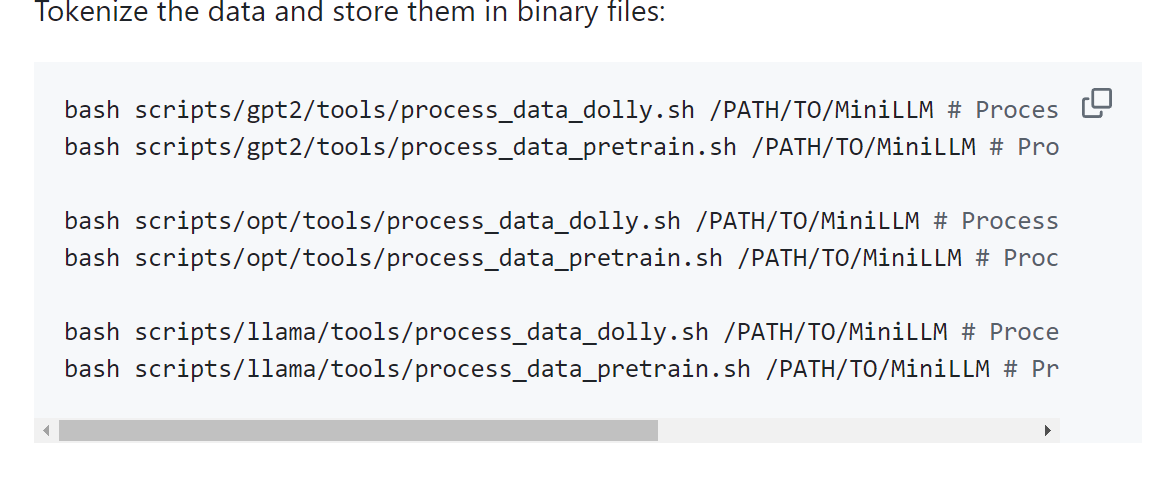 Tokenize the data and store them in binary files:
bash scripts/gpt2/tools/process_data_dolly.sh /PATH/TO/MiniLLM # Proces
bash scripts/gpt2/tools/process_data_pretrain.sh /PATH/TO/MiniLLM # Pro
bash scripts/opt/tools/process_data_dolly.sh /PATH/TO/MiniLLM # Process
bash scripts/opt/tools/process_data_pretrain.sh /PATH/TO/MiniLLM # Proc
bash scripts/llama/tools/process_data_dolly.sh /PATH/TO/MiniLLM # Proce
bash scripts/llama/tools/process_data_pretrain.sh /PATH/TO/MiniLLM # Pr